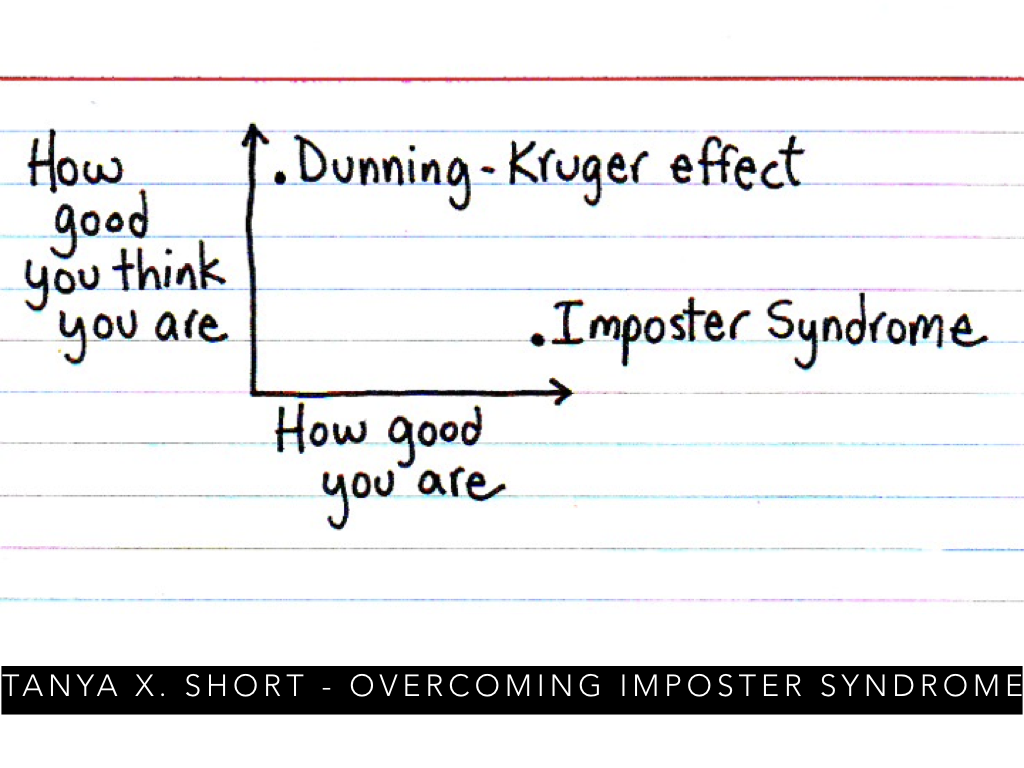 How
good
you think
you are
.Dunning-Kruger effect
.Imposter Syndrome
How good
you are
TANYA X. SHORT - OVERCOMING IMPOSTER SYNDROME